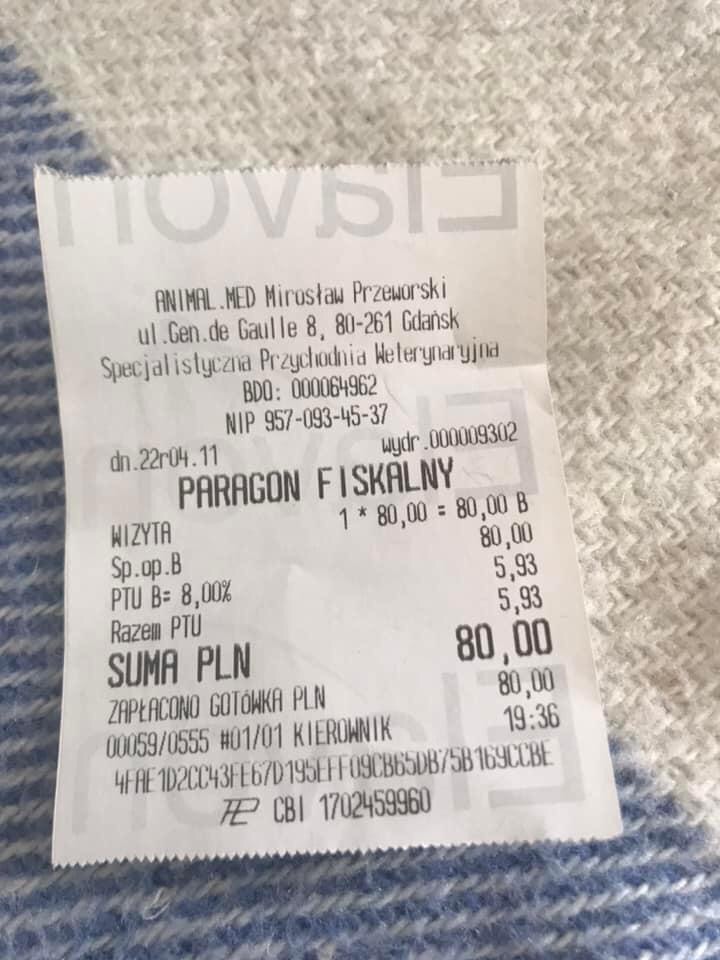 Elavon
ANIMAL.MED Mirosław Przeworski
ul.Gen.de Gaulle 8, 80-261 Gdańsk
Specjalistyczna Przychodnia Weterynaryjna
BDO: 000064962
NIP 957-093-45-37
dn.22r04.11 wydr.000009302
Elavon
PARAGON FISKALNY
WIZYTA 1 * 80,00 = 80,00 B
Sp.op.B 80,00
PTU B= 8,00% 5,93
Razem PTU 5,93
SUMA PLN 80,00
ZAPŁACONO GOTÓWKA PLN 80,00
00059/0555 #01/01 KIEROWNIK 19:36
Elavon
4FAE1D2CC43FE67D195EFF09CB65DB75B169CCBE
CBI 1702459960